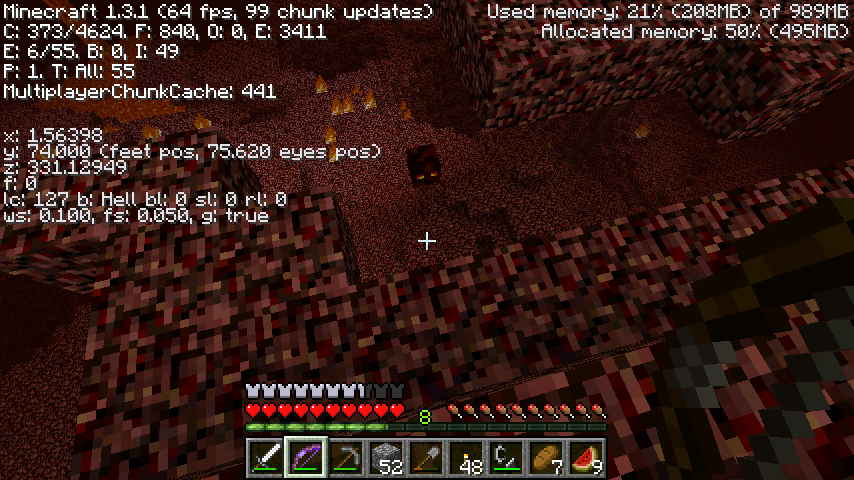 Minecraft 1.3.1 (64 fps, 99 chunk updates)
C: 373/4624, F: 840, O: 0, E: 3411
E: 6/55. B: 0, I: 49
P: 1. T: All: 55
MultiplayerChunkCache: 441
Used memory: 21% (208MB) of 989MB
Allocated memory: 50% (495MB)
x: 1.56398
y: 74.000 (feet pos, 75.620 eyes pos)
z: 331.12949
f: 0
lc: 127 b: Hell bl: 0 sl: 0 rl: 0
ws: 0.100, fs: 0.050, g: true
8
52 48 7 9